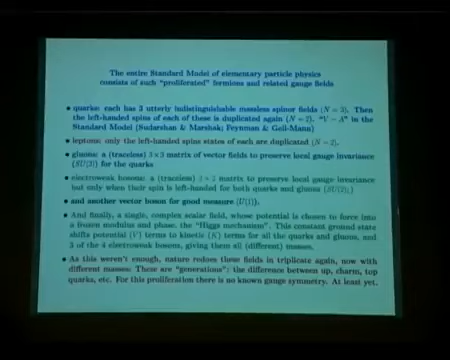 The entire Standard Model of elementary particle physics
consists of such "proliferated" fermions and related gauge fields
• quarks: each has 3 utterly indistinguishable massless spinor fields (N = 3). Then
the left-handed spins of each of these is duplicated again (N = 2). "V − A" in the
Standard Model (Sudarshan & Marshak; Feynman & Gell-Mann)
• leptons: only the left-handed spins states of each are duplicated (N = 2).
• gluons: a (traceless) 3 × 3 matrix of vector fields to preserve local gauge invariance
(SU(3)) for the quarks
• electroweak bosons: a (traceless) 2 × 2 matrix to preserve local gauge invariance
but only when their spin is left-handed for both quarks and gluons (SU(2)L)
• and another vector boson for good measure (U(1)).
• And finally, a single, complex scalar field, whose potential is chosen to force into
a frozen modulus and phase, the "Higgs mechanism". This constant ground state
shifts potential (V) terms to kinetic (K) terms for all the quarks and gluons, and
3 of the 4 electroweak bosons, giving them all (different) masses.
• As this weren't enough, nature redoes these fields in triplicate again, now with
different masses: These are "generations": the difference between up, charm, top
quarks, etc. For this proliferation there is no known gauge symmetry. At least yet.